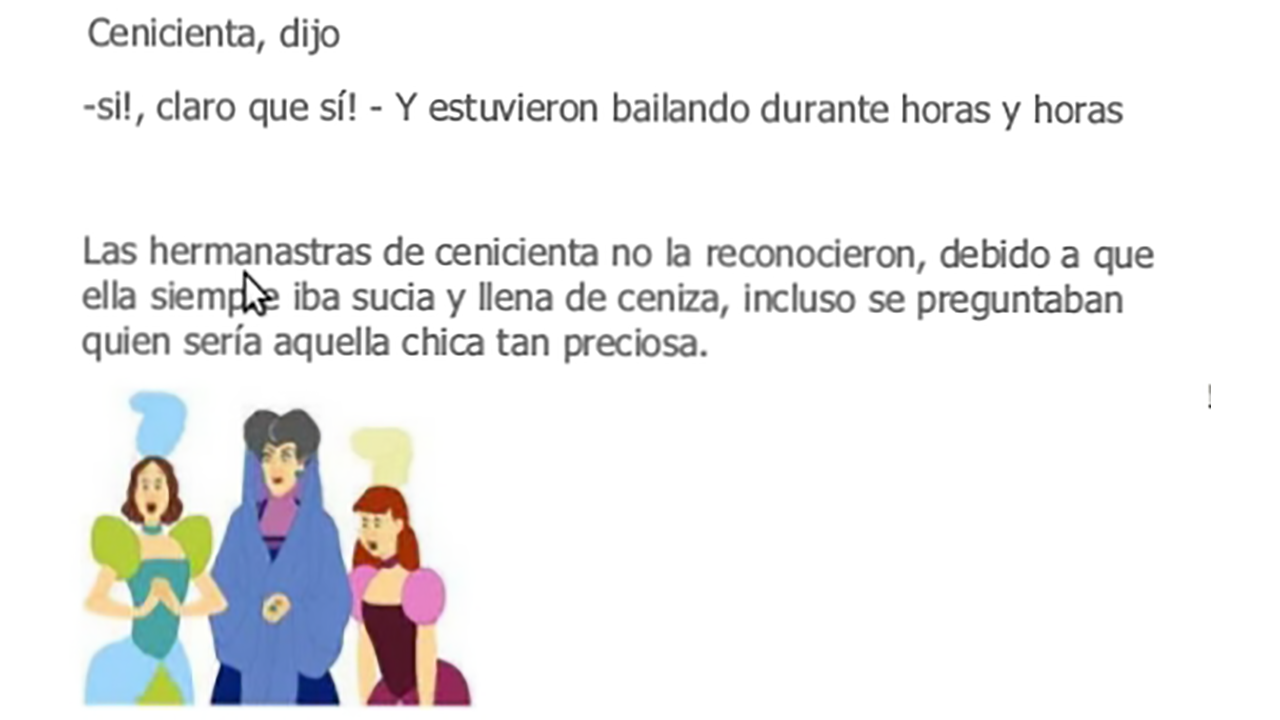 Cenicienta, dijo
-si!, claro que sí! - Y estuvieron bailando durante horas y horas
Las hermanastras de cenicienta no la reconocieron, debido a que
ella siempre iba sucia y llena de ceniza, incluso se preguntaban
quien sería aquella chica tan preciosa.
!